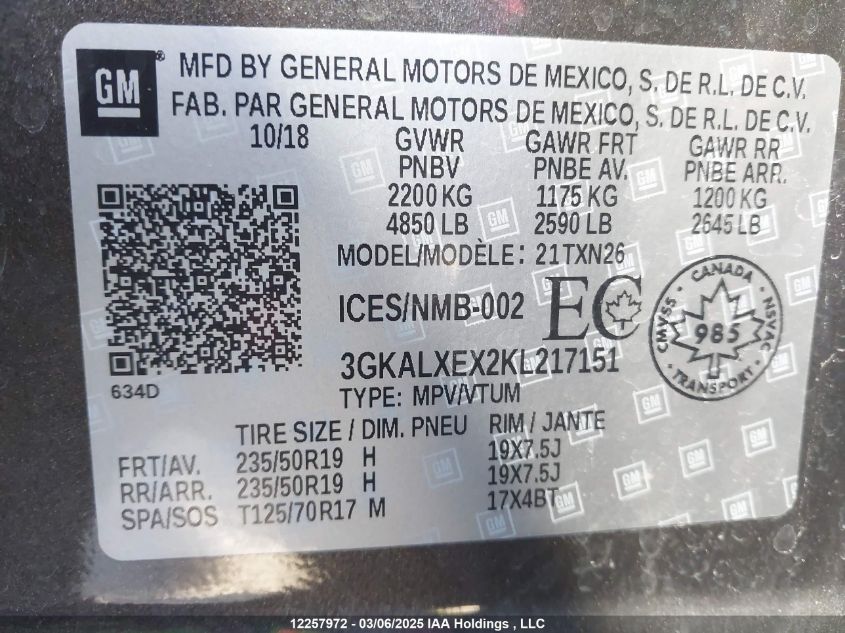 GM ® MFD BY GENERAL MOTORS DE MEXICO, S. DE R.L. DE C.V.
FAB. PAR GENERAL MOTORS DE MEXICO, S. DE R.L. DE C.V.
10/18 GVWR GAWR FRT GAWR RR
PNBV PNBE AV. PNBE ARR.
2200 KG 1175 KG 1200 KG
4850 LB 2590 LB 2645 LB
MODEL/MODÈLE: 21TXN26
ICES/NMB-002 EC
CANADA
CMVSS 985 NSVAC
TRANSPORT
3GKALXEX2KL217151
634D
TYPE: MPV/VTUM
TIRE SIZE / DIM. PNEU RIM / JANTE
FRT/AV. 235/50R19 H 19X7.5J
RR/ARR. 235/50R19 H 19X7.5J
SPA/SOS T125/70R17 M 17X4BT
12257972 - 03/06/2025 IAA Holdings , LLC